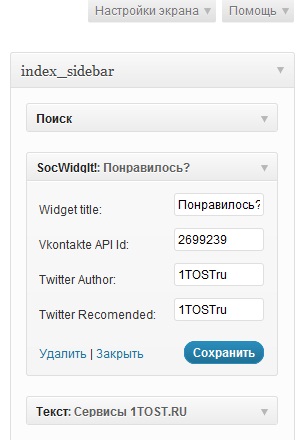 Настройки экрана Помощь
index_sidebar
Поиск
SocWidgIt!: Понравилось?
Widget title: Понравилось?
Vkontakte API Id: 2699239
Twitter Author: 1TOSTru
Twitter Recomended: 1TOSTru
Удалить | Закрыть Сохранить
Текст: Сервисы 1TOST.RU